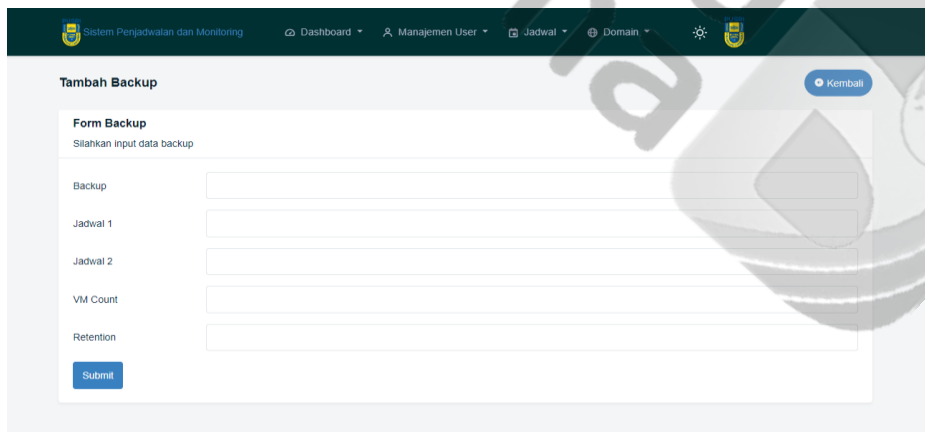 Sistem Penjadwalan dan Monitoring Dashboard Manajemen User Jadwal Domain
Tambah Backup Kembali
Form Backup
Silahkan input data backup
Backup
Jadwal 1
Jadwal 2
VM Count
Retention
Submit